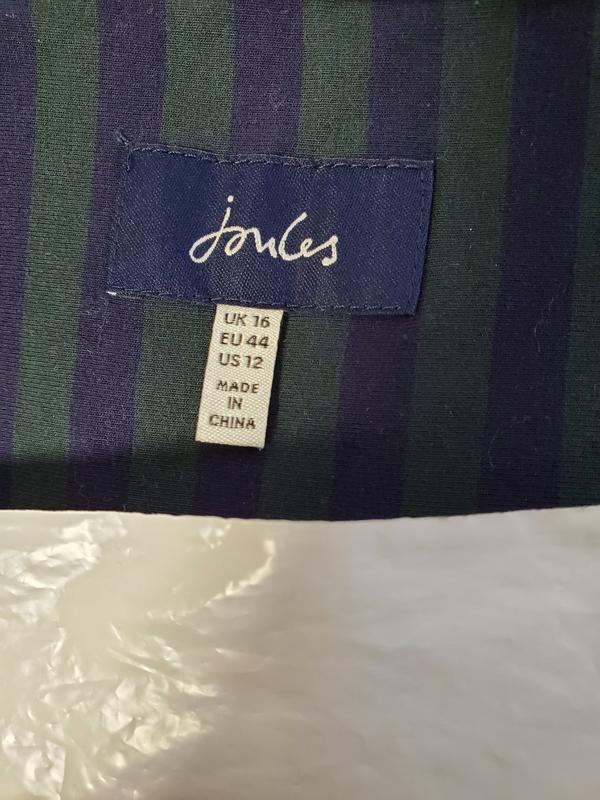 joules
UK 16
EU 44
US 12
MADE
IN
CHINA